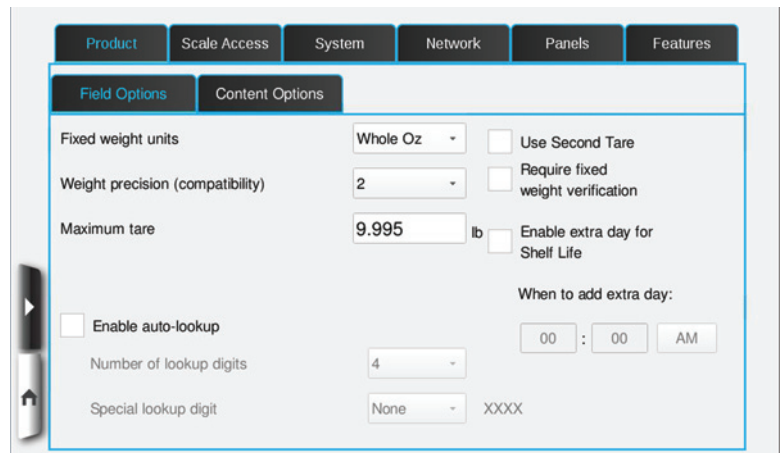 Product Scale Access System Network Panels Features
Field Options Content Options
Fixed weight units Whole Oz Use Second Tare
Weight precision (compatibility) 2 Require fixed
weight verification
Maximum tare 9.995 lb Enable extra day for
Shelf Life
When to add extra day:
Enable auto-lookup
00 : 00 AM
Number of lookup digits 4
Special lookup digit None XXXX